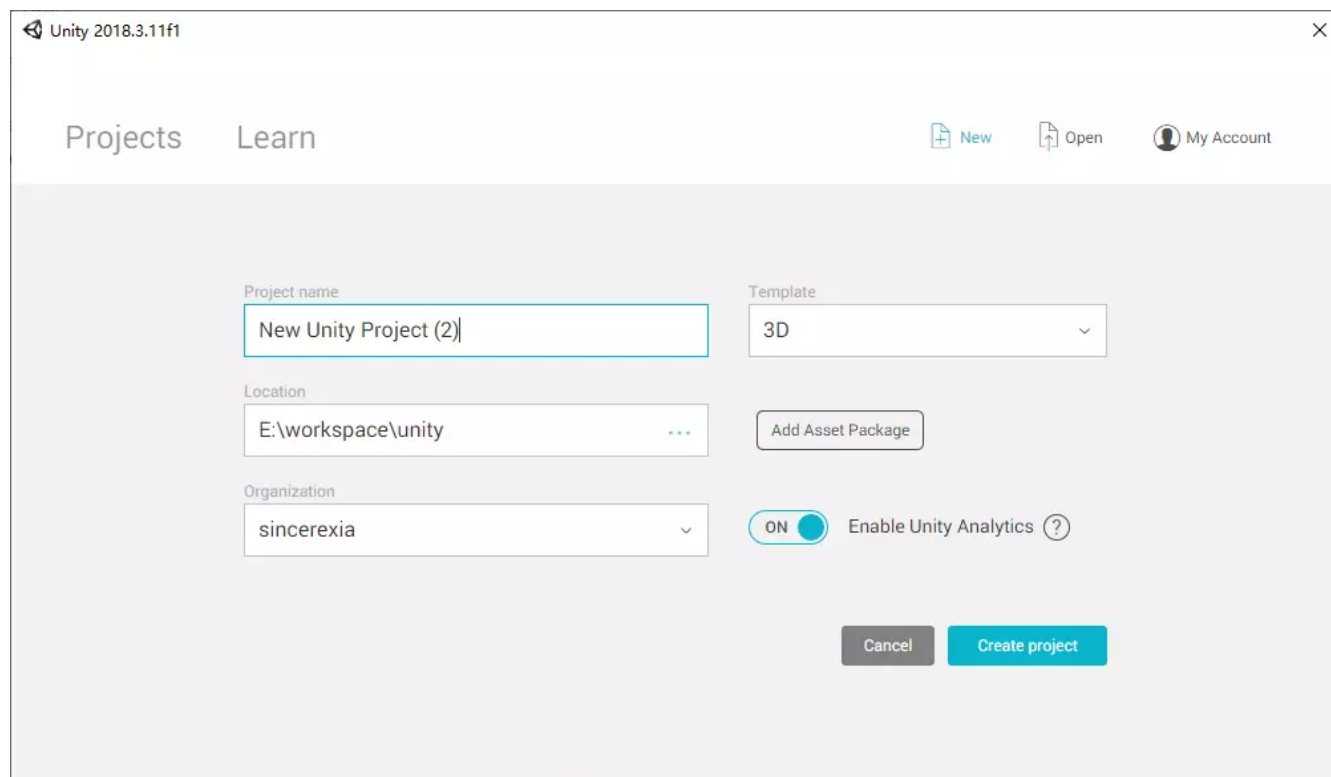 Unity 2018.3.11f1
Projects Learn New Open My Account
Project name Template
New Unity Project (2) 3D
Location
E:\workspace\unity ... Add Asset Package
Organization
sincerexia ON Enable Unity Analytics ?
Cancel Create project